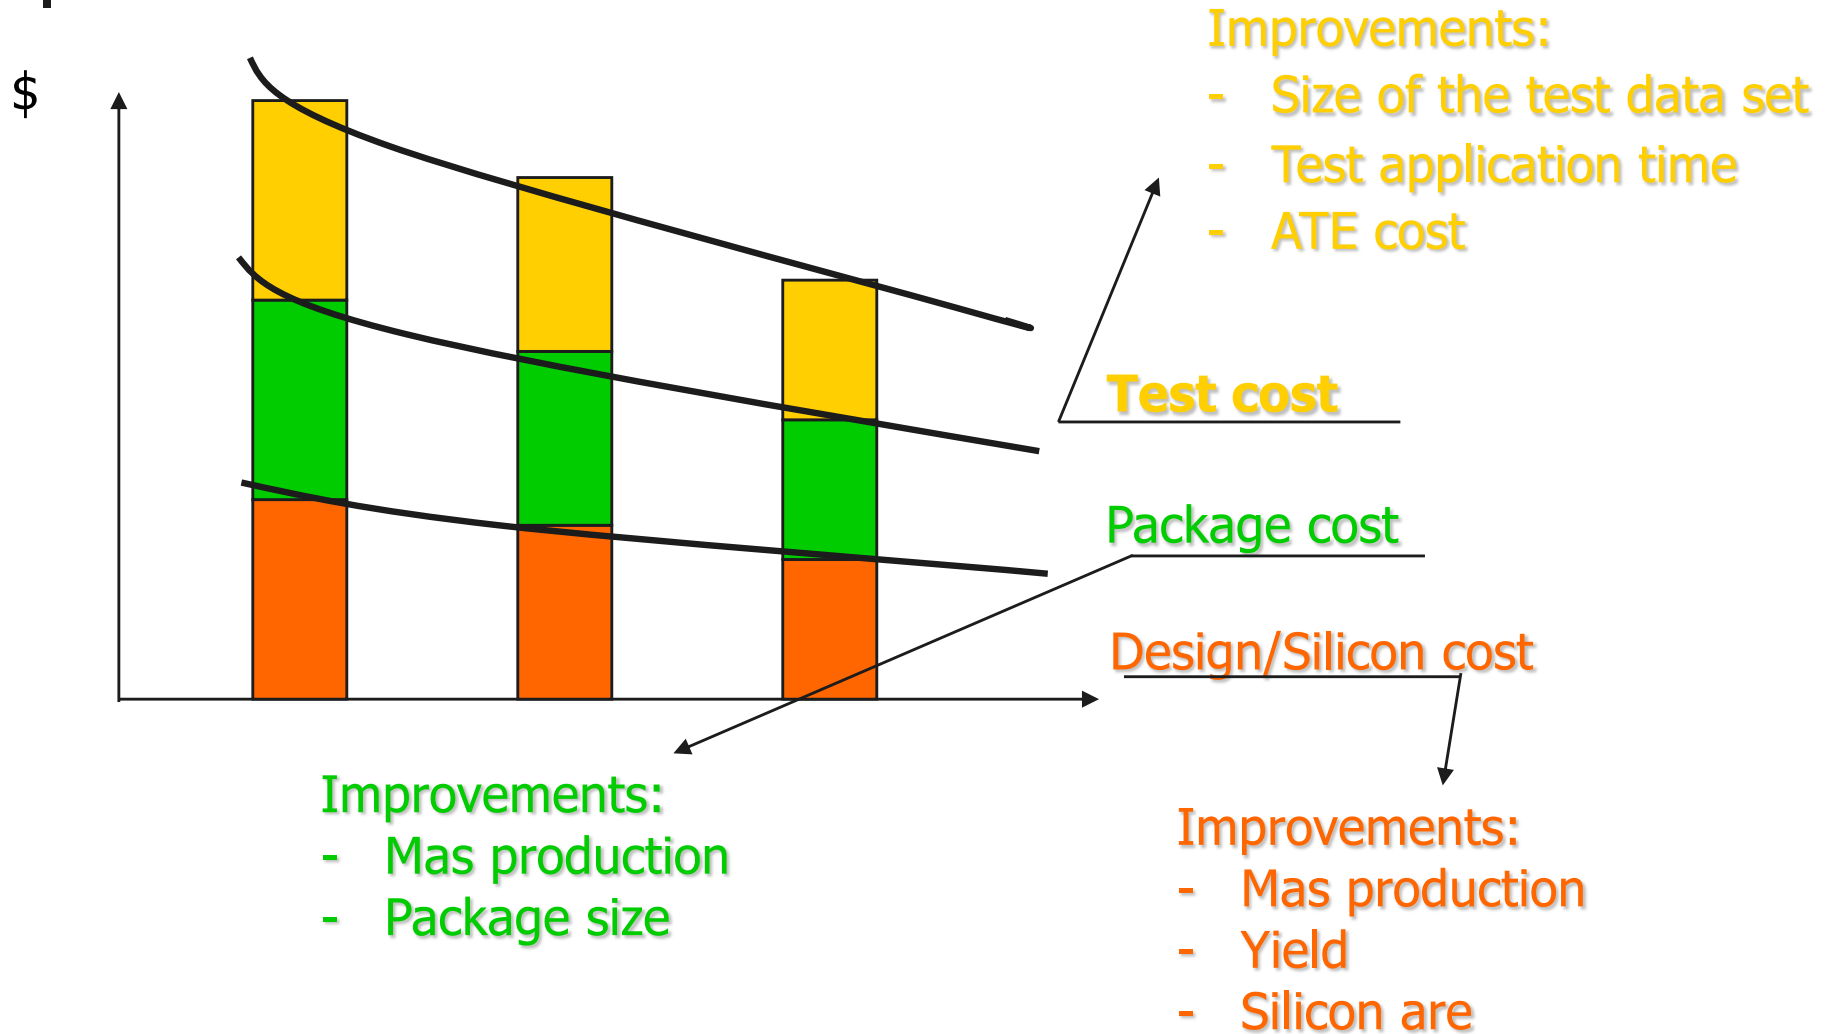 $
Improvements:
- Size of the test data set
- Test application time
- ATE cost
Test cost
Package cost
Design/Silicon cost
Improvements:
- Mas production
- Package size
Improvements:
- Mas production
- Yield
- Silicon are